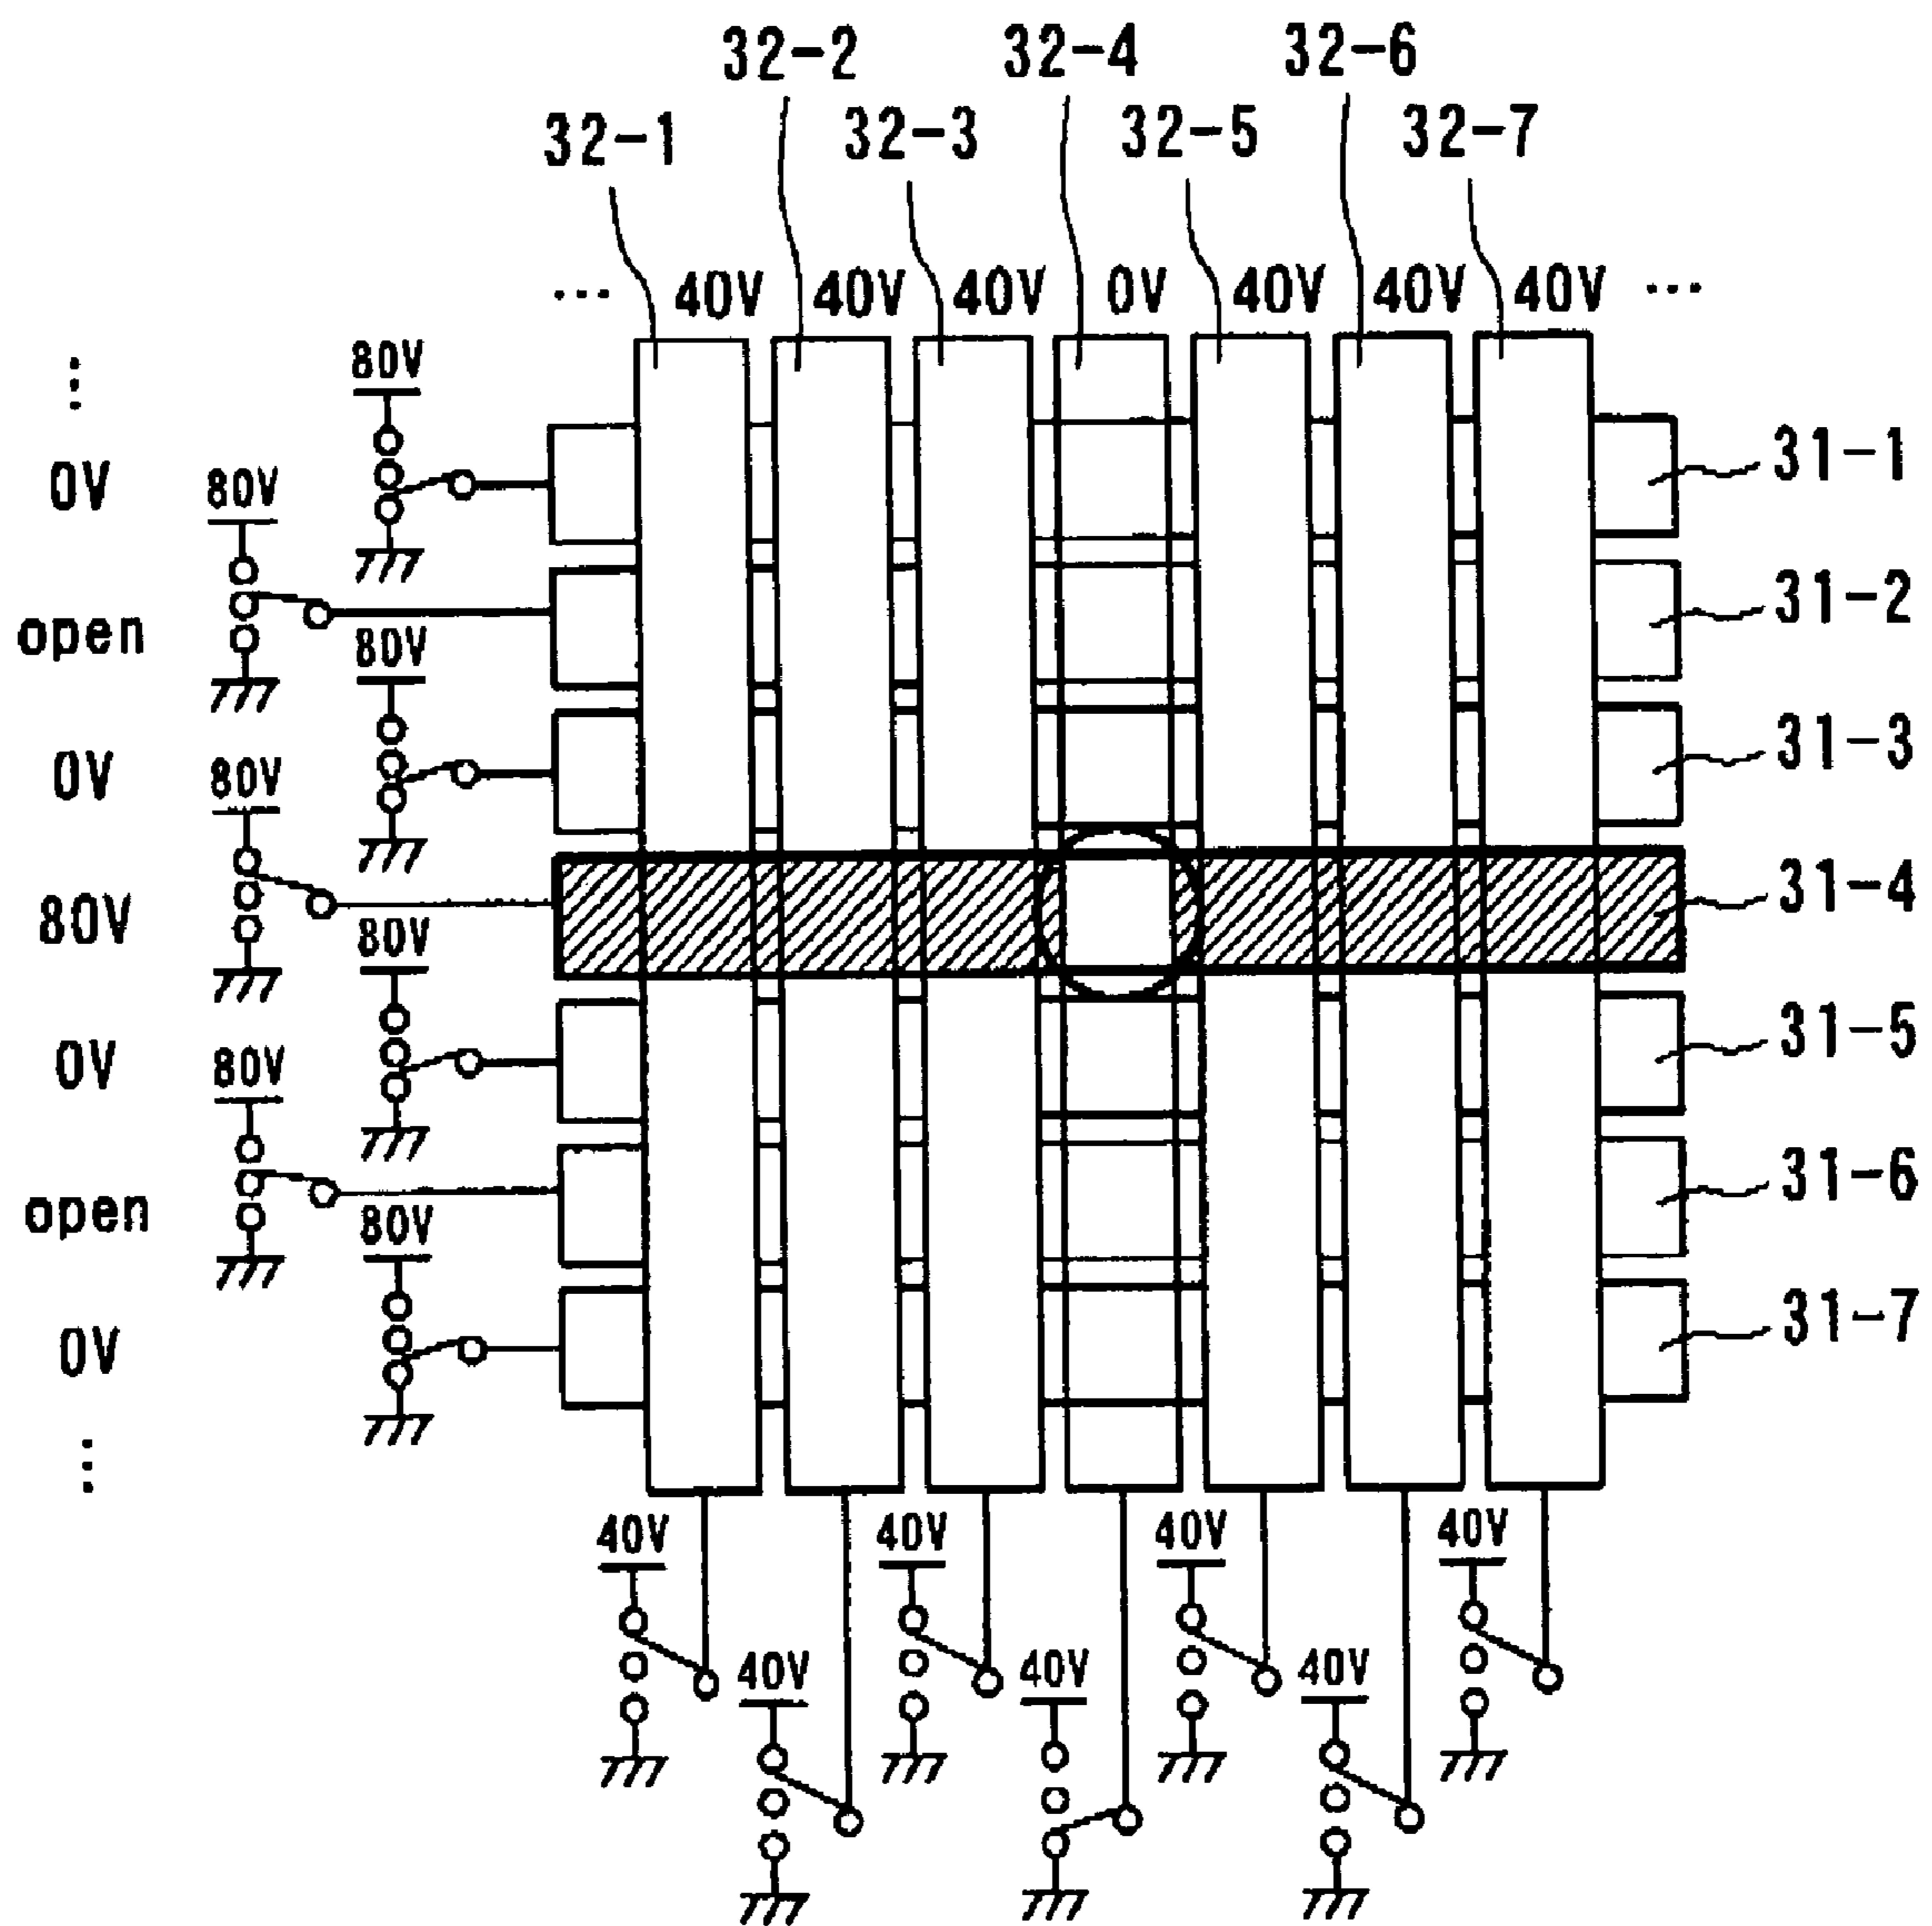 32-2 32-4 32-6
32-1 32-3 32-5 32-7
... 40V 40V 40V 0V 40V 40V 40V ...
⋮
80V
0V 80V 31-1
open 31-2
80V
0V 80V 31-3
80V 31-4
80V
0V 80V 31-5
open 31-6
80V
0V 31-7
⋮
40V 40V 40V 40V
40V 40V 40V